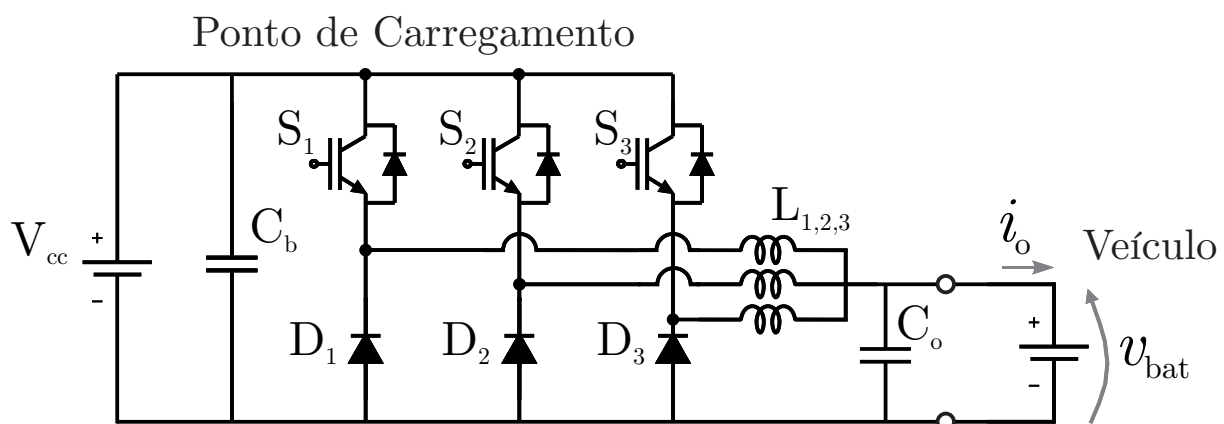 Ponto de Carregamento
S1
S2
S3
L1,2,3
Vcc
+
-
Cb
io
Veículo
D1
D2
D3
Co
+
-
vbat